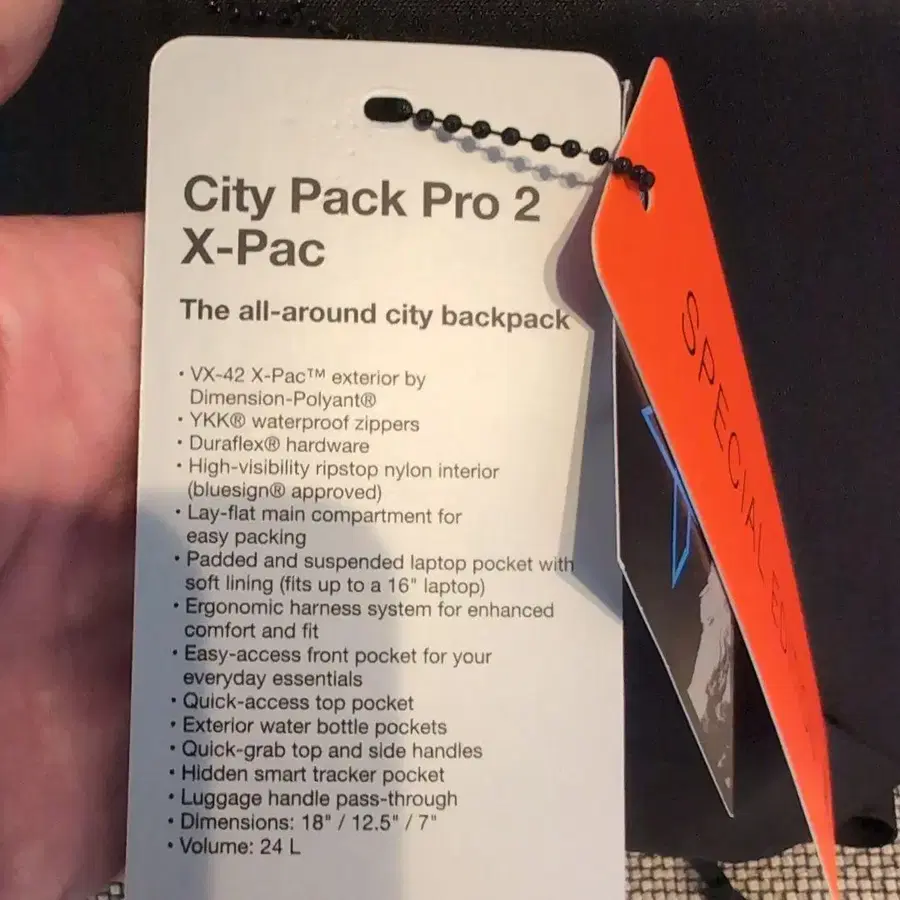 City Pack Pro 2
X-Pac
The all-around city backpack
• VX-42 X-Pac™ exterior by
Dimension-Polyant®
• YKK® waterproof zippers
• Duraflex® hardware
• High-visibility ripstop nylon interior
(bluesign® approved)
• Lay-flat main compartment for
easy packing
• Padded and suspended laptop pocket with
soft lining (fits up to a 16" laptop)
• Ergonomic harness system for enhanced
comfort and fit
• Easy-access front pocket for your
everyday essentials
• Quick-access top pocket
• Exterior water bottle pockets
• Quick-grab top and side handles
• Hidden smart tracker pocket
• Luggage handle pass-through
• Dimensions: 18" / 12.5" / 7"
• Volume: 24 L
SPECIAL